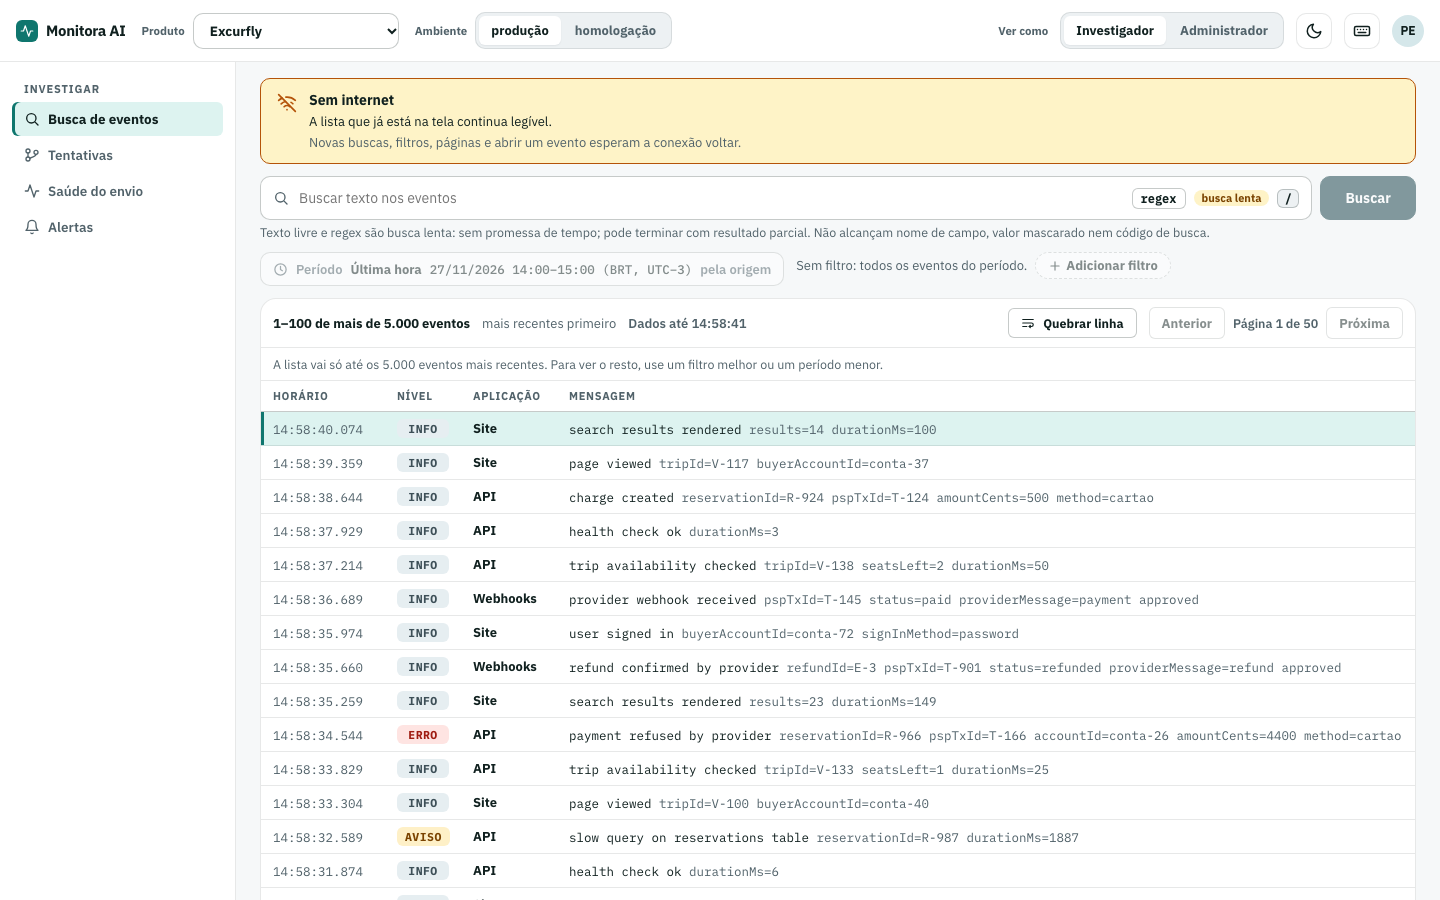 Monitora AI Produto Excurfly Ambiente produção homologação Ver como Investigador Administrador PE
INVESTIGAR
Busca de eventos
Tentativas
Saúde do envio
Alertas
Sem internet
A lista que já está na tela continua legível.
Novas buscas, filtros, páginas e abrir um evento esperam a conexão voltar.
Buscar texto nos eventos regex busca lenta / Buscar
Texto livre e regex são busca lenta: sem promessa de tempo; pode terminar com resultado parcial. Não alcançam nome de campo, valor mascarado nem código de busca.
Período Última hora 27/11/2026 14:00–15:00 (BRT, UTC−3) pela origem Sem filtro: todos os eventos do período. + Adicionar filtro
1–100 de mais de 5.000 eventos mais recentes primeiro Dados até 14:58:41 Quebrar linha Anterior Página 1 de 50 Próxima
A lista vai só até os 5.000 eventos mais recentes. Para ver o resto, use um filtro melhor ou um período menor.
HORÁRIO NÍVEL APLICAÇÃO MENSAGEM
14:58:40.074 INFO Site search results rendered results=14 durationMs=100
14:58:39.359 INFO Site page viewed tripId=V-117 buyerAccountId=conta-37
14:58:38.644 INFO API charge created reservationId=R-924 pspTxId=T-124 amountCents=500 method=cartao
14:58:37.929 INFO API health check ok durationMs=3
14:58:37.214 INFO API trip availability checked tripId=V-138 seatsLeft=2 durationMs=50
14:58:36.689 INFO Webhooks provider webhook received pspTxId=T-145 status=paid providerMessage=payment approved
14:58:35.974 INFO Site user signed in buyerAccountId=conta-72 signInMethod=password
14:58:35.660 INFO Webhooks refund confirmed by provider refundId=E-3 pspTxId=T-901 status=refunded providerMessage=refund approved
14:58:35.259 INFO Site search results rendered results=23 durationMs=149
14:58:34.544 ERRO API payment refused by provider reservationId=R-966 pspTxId=T-166 accountId=conta-26 amountCents=4400 method=cartao
14:58:33.829 INFO API trip availability checked tripId=V-133 seatsLeft=1 durationMs=25
14:58:33.304 INFO Site page viewed tripId=V-100 buyerAccountId=conta-40
14:58:32.589 AVISO API slow query on reservations table reservationId=R-987 durationMs=1887
14:58:31.874 INFO API health check ok durationMs=6